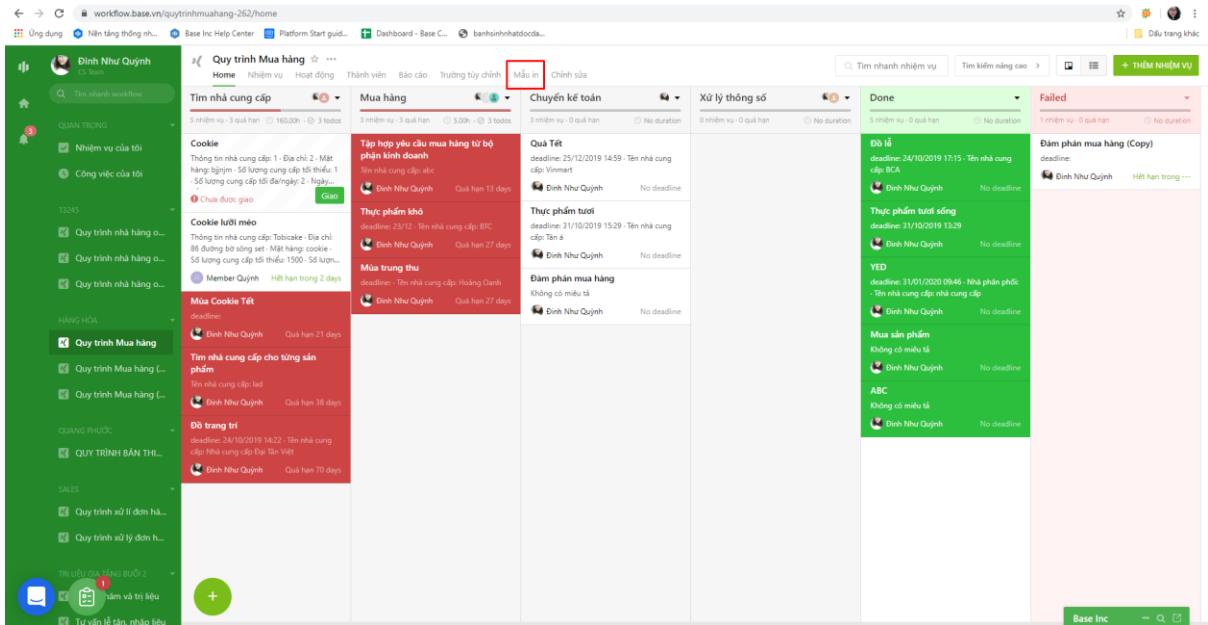 workflow.base.vn/quytrinhmuahang-262/home
Ứng dụng
Nền tảng thống nh...
Base Inc Help Center
Platform Start guid...
Dashboard - Base C...
banhsinhnhatdocda...
Dấu trang khác
Đinh Như Quỳnh
CS Team
Tìm nhanh workflow
QUAN TRỌNG
3
Nhiệm vụ của tôi
Công việc của tôi
13245
Quy trình nhà hàng o...
Quy trình nhà hàng o...
Quy trình nhà hàng o...
HÀNG HÓA
Quy trình Mua hàng
Quy trình Mua hàng (...
Quy trình Mua hàng (...
QUANG PHƯỚC
QUY TRÌNH BÁN THI...
SALES
Quy trình xử lí đơn hà...
Quy trình xử lý đơn h...
TRỊ LIỆU GIA TĂNG BUỔI 2
1
hám và trị liệu
Tư vấn lễ tân, nhập liệu
Quy trình Mua hàng
Home Nhiệm vụ Hoạt động Thành viên Báo cáo Trường tùy chỉnh Mẫu in Chỉnh sửa
Tìm nhanh nhiệm vụ
Tìm kiếm nâng cao
+ THÊM NHIỆM VỤ
Tìm nhà cung cấp
5 nhiệm vụ · 3 quá hạn 160.00h · 3 todos
Cookie
Thông tin nhà cung cấp: 1 · Địa chỉ: 2 · Mặt
hàng: bjjnjm · Số lượng cung cấp tối thiểu: 1
· Số lượng cung cấp tối đa/ngày: 2 · Ngày...
Chưa được giao
Giao
Cookie lưỡi mèo
Thông tin nhà cung cấp: Tobicake · Địa chỉ:
86 đường bờ sông set · Mặt hàng: cookie ·
Số lượng cung cấp tối thiểu: 1500 · Số lượn...
Member Quỳnh Hết hạn trong 2 days
Mùa Cookie Tết
deadline:
Đinh Như Quỳnh Quá hạn 21 days
Tìm nhà cung cấp cho từng sản
phẩm
Tên nhà cung cấp: lad
Đinh Như Quỳnh Quá hạn 38 days
Đồ trang trí
deadline: 24/10/2019 14:22 · Tên nhà cung
cấp: Nhà cung cấp Đại Tân Việt
Đinh Như Quỳnh Quá hạn 70 days
+
Mua hàng
3 nhiệm vụ · 3 quá hạn 5.00h · 3 todos
Tập hợp yêu cầu mua hàng từ bộ
phận kinh doanh
Tên nhà cung cấp: abc
Đinh Như Quỳnh Quá hạn 13 days
Thực phẩm khô
deadline: 23/12 · Tên nhà cung cấp: BTC
Đinh Như Quỳnh Quá hạn 27 days
Mùa trung thu
deadline: · Tên nhà cung cấp: Hoàng Oanh
Đinh Như Quỳnh Quá hạn 27 days
Chuyển kế toán
3 nhiệm vụ · 0 quá hạn No duration
Quà Tết
deadline: 25/12/2019 14:59 · Tên nhà cung
cấp: Vinmart
Đinh Như Quỳnh No deadline
Thực phẩm tươi
deadline: 31/10/2019 15:29 · Tên nhà cung
cấp: Tân á
Đinh Như Quỳnh No deadline
Đàm phán mua hàng
Không có miêu tả
Đinh Như Quỳnh No deadline
Xử lý thông số
0 nhiệm vụ · 0 quá hạn No duration
Done
5 nhiệm vụ · 0 quá hạn No duration
Đồ lễ
deadline: 24/10/2019 17:15 · Tên nhà cung
cấp: BCA
Đinh Như Quỳnh No deadline
Thực phẩm tươi sống
deadline: 31/10/2019 13:29
Đinh Như Quỳnh No deadline
YED
deadline: 31/01/2020 09:46 · Nhà phân phối:
· Tên nhà cung cấp: nhà cung cấp
Đinh Như Quỳnh No deadline
Mua sản phẩm
Không có miêu tả
Đinh Như Quỳnh No deadline
ABC
Không có miêu tả
Đinh Như Quỳnh No deadline
Failed
1 nhiệm vụ · 0 quá hạn No duration
Đàm phán mua hàng (Copy)
deadline:
Đinh Như Quỳnh Hết hạn trong ---
Base Inc